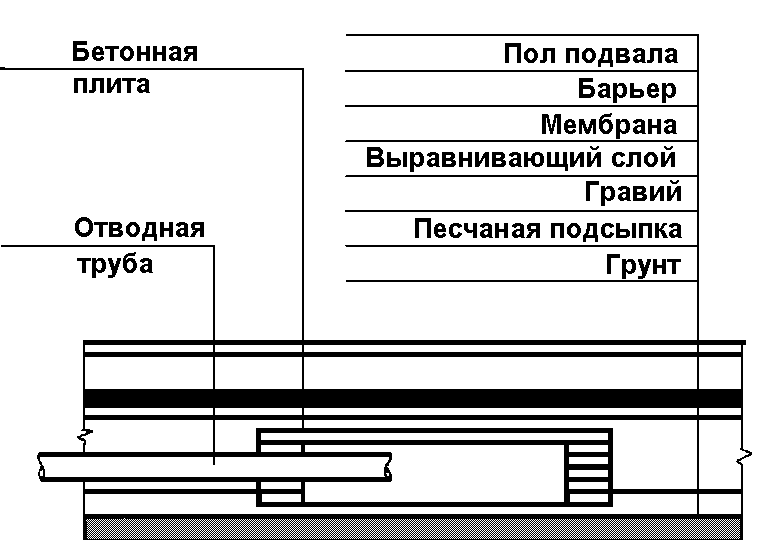 Бетонная
плита
Отводная
труба
Пол подвала
Барьер
Мембрана
Выравнивающий слой
Гравий
Песчаная подсыпка
Грунт